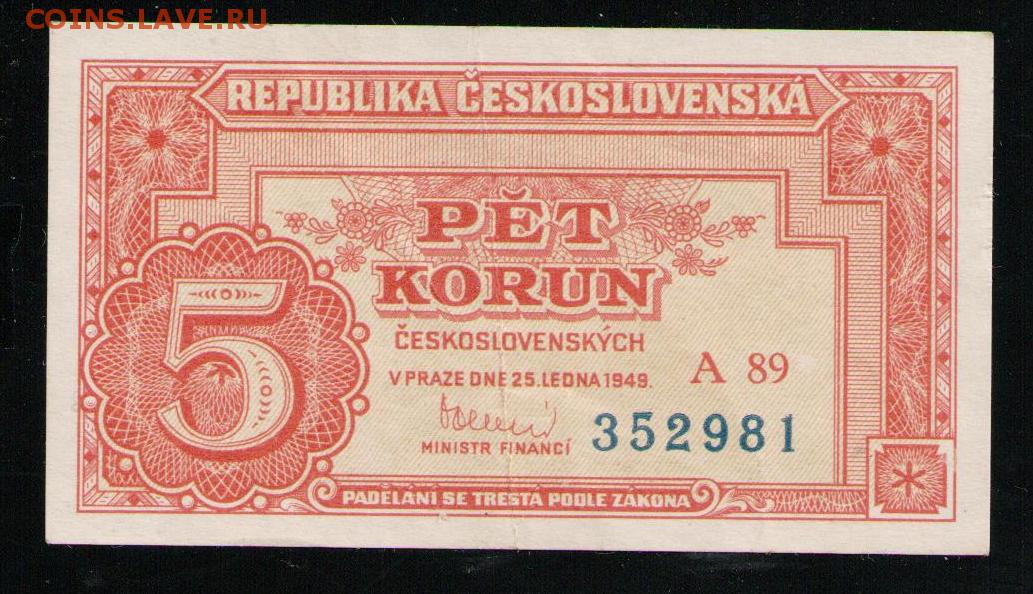 COINS.LAVE.RU
REPUBLIKA ČESKOSLOVENSKÁ
PĚT
KORUN
ČESKOSLOVENSKÝCH
V PRAZE DNE 25. LEDNA 1949.
A 89
5
352981
MINISTR FINANCÍ
PADĚLÁNÍ SE TRESTÁ PODLE ZÁKONA